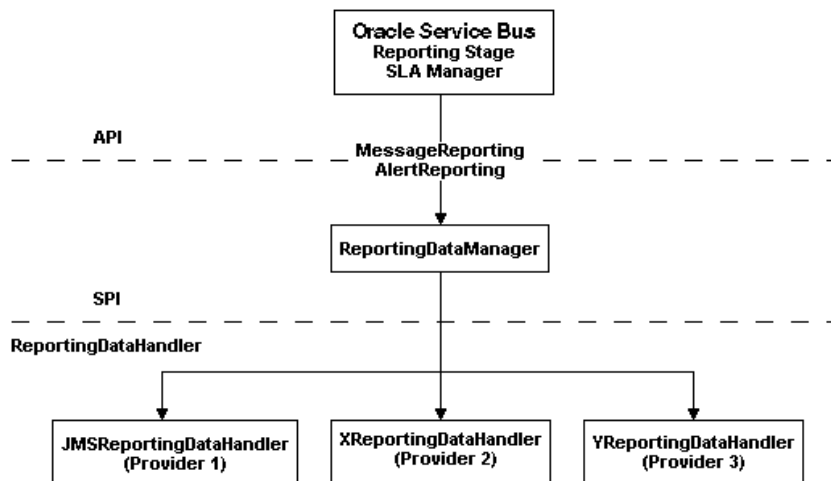 Oracle Service Bus
Reporting Stage
SLA Manager
API
MessageReporting
AlertReporting
ReportingDataManager
SPI
ReportingDataHandler
JMSReportingDataHandler
(Provider 1)
XReportingDataHandler
(Provider 2)
YReportingDataHandler
(Provider 3)